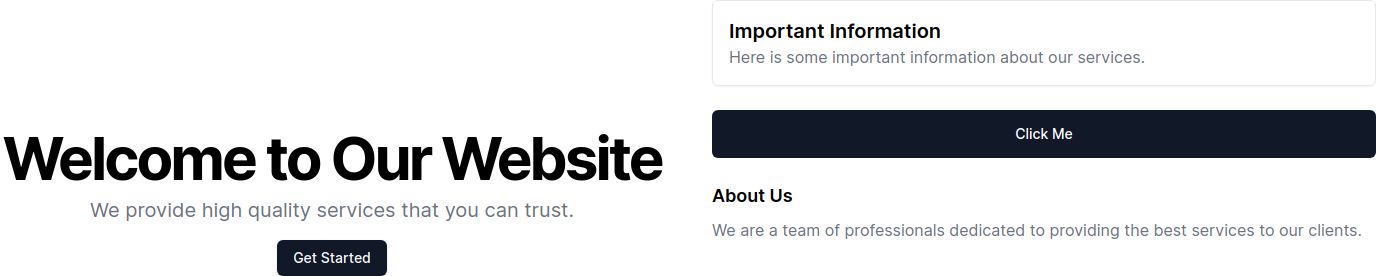 Welcome to Our Website
We provide high quality services that you can trust.
Get Started
Important Information
Here is some important information about our services.
Click Me
About Us
We are a team of professionals dedicated to providing the best services to our clients.